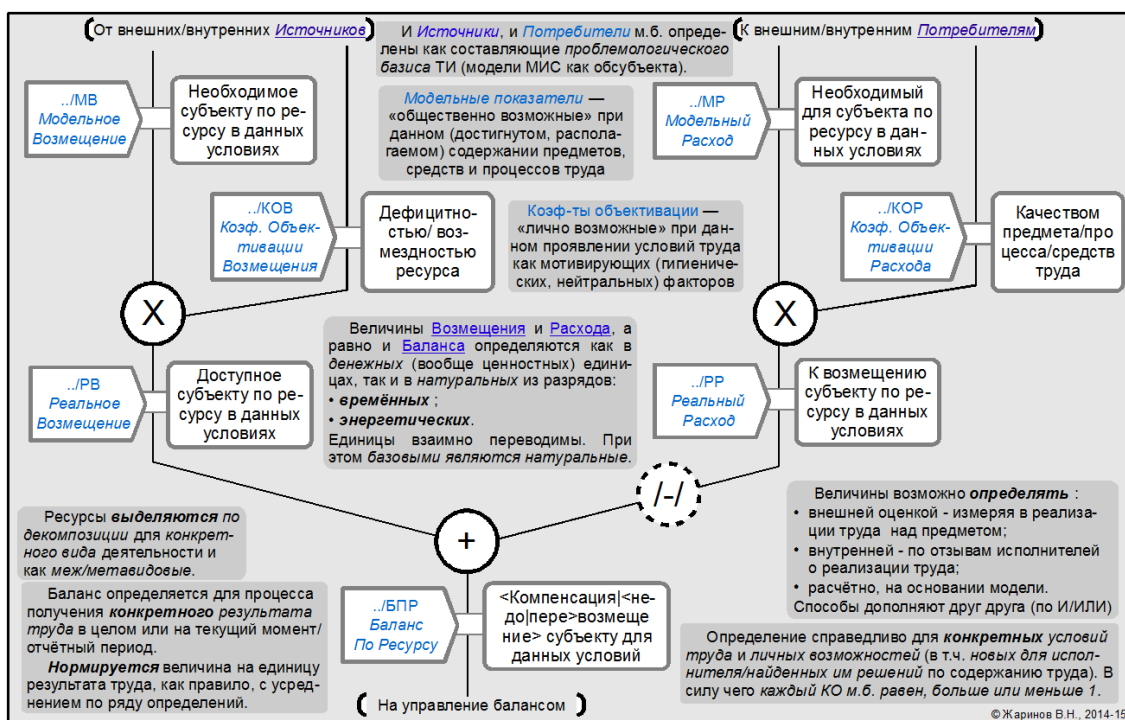 (От внешних/внутренних Источников)
И Источники, и Потребители м.б. опреде-
лены как составляющие проблемологического
базиса ТИ (модели МИС как обсубъекта).
(К внешним/внутренним Потребителям)
../МВ
Модельное
Возмещение
Необходимое
субъекту по ре-
сурсу в данных
условиях
Модельные показатели —
«общественно возможные» при
данном (достигнутом, распола-
гаемом) содержании предметов,
средств и процессов труда
../МР
Модельный
Расход
Необходимый
для субъекта по
ресурсу в дан-
ных условиях
../КОВ
Коэф. Объек-
тивации
Возмещения
Дефицитно-
стью/ воз-
мездностью
ресурса
Коэф-ты объективации —
«лично возможные» при дан-
ном проявлении условий труда
как мотивирующих (гигиениче-
ских, нейтральных) факторов
../КОР
Коэф. Объек-
тивации
Расхода
Качеством
предмета/про
цесса/средств
труда
X
X
Величины Возмещения и Расхода, а
равно и Баланса определяются как в
денежных (вообще ценностных) едини-
цах, так и в натуральных из разрядов:
• времённых ;
• энергетических.
Единицы взаимно переводимы. При
этом базовыми являются натуральные.
../РВ
Реальное
Возмещение
Доступное
субъекту по ре-
сурсу в данных
условиях
../РР
Реальный
Расход
К возмещению
субъекту по ре-
сурсу в данных
условиях
/-/
+
Ресурсы выделяются по
декомпозиции для конкрет-
ного вида деятельности и
как меж/метавидовые.
Баланс определяется для процесса
получения конкретного результата
труда в целом или на текущий момент/
отчётный период.
Нормируется величина на единицу
результата труда, как правило, с усред-
нением по ряду определений.
../БПР
Баланс
По Ресурсу
<Компенсация|<не-
до|пере>возмеще-
ние> субъекту для
данных условий
(На управление балансом)
Величины возможно определять :
• внешней оценкой - измеряя в реализа-
ции труда над предметом;
• внутренней - по отзывам исполнителей
о реализации труда;
• расчётно, на основании модели.
Способы дополняют друг друга (по И/ИЛИ).
Определение справедливо для конкретных условий
труда и личных возможностей (в т.ч. новых для испол-
нителя/найденных им решений по содержанию труда). В
силу чего каждый КО м.б. равен, больше или меньше 1.
© Жаринов В.Н., 2014-15